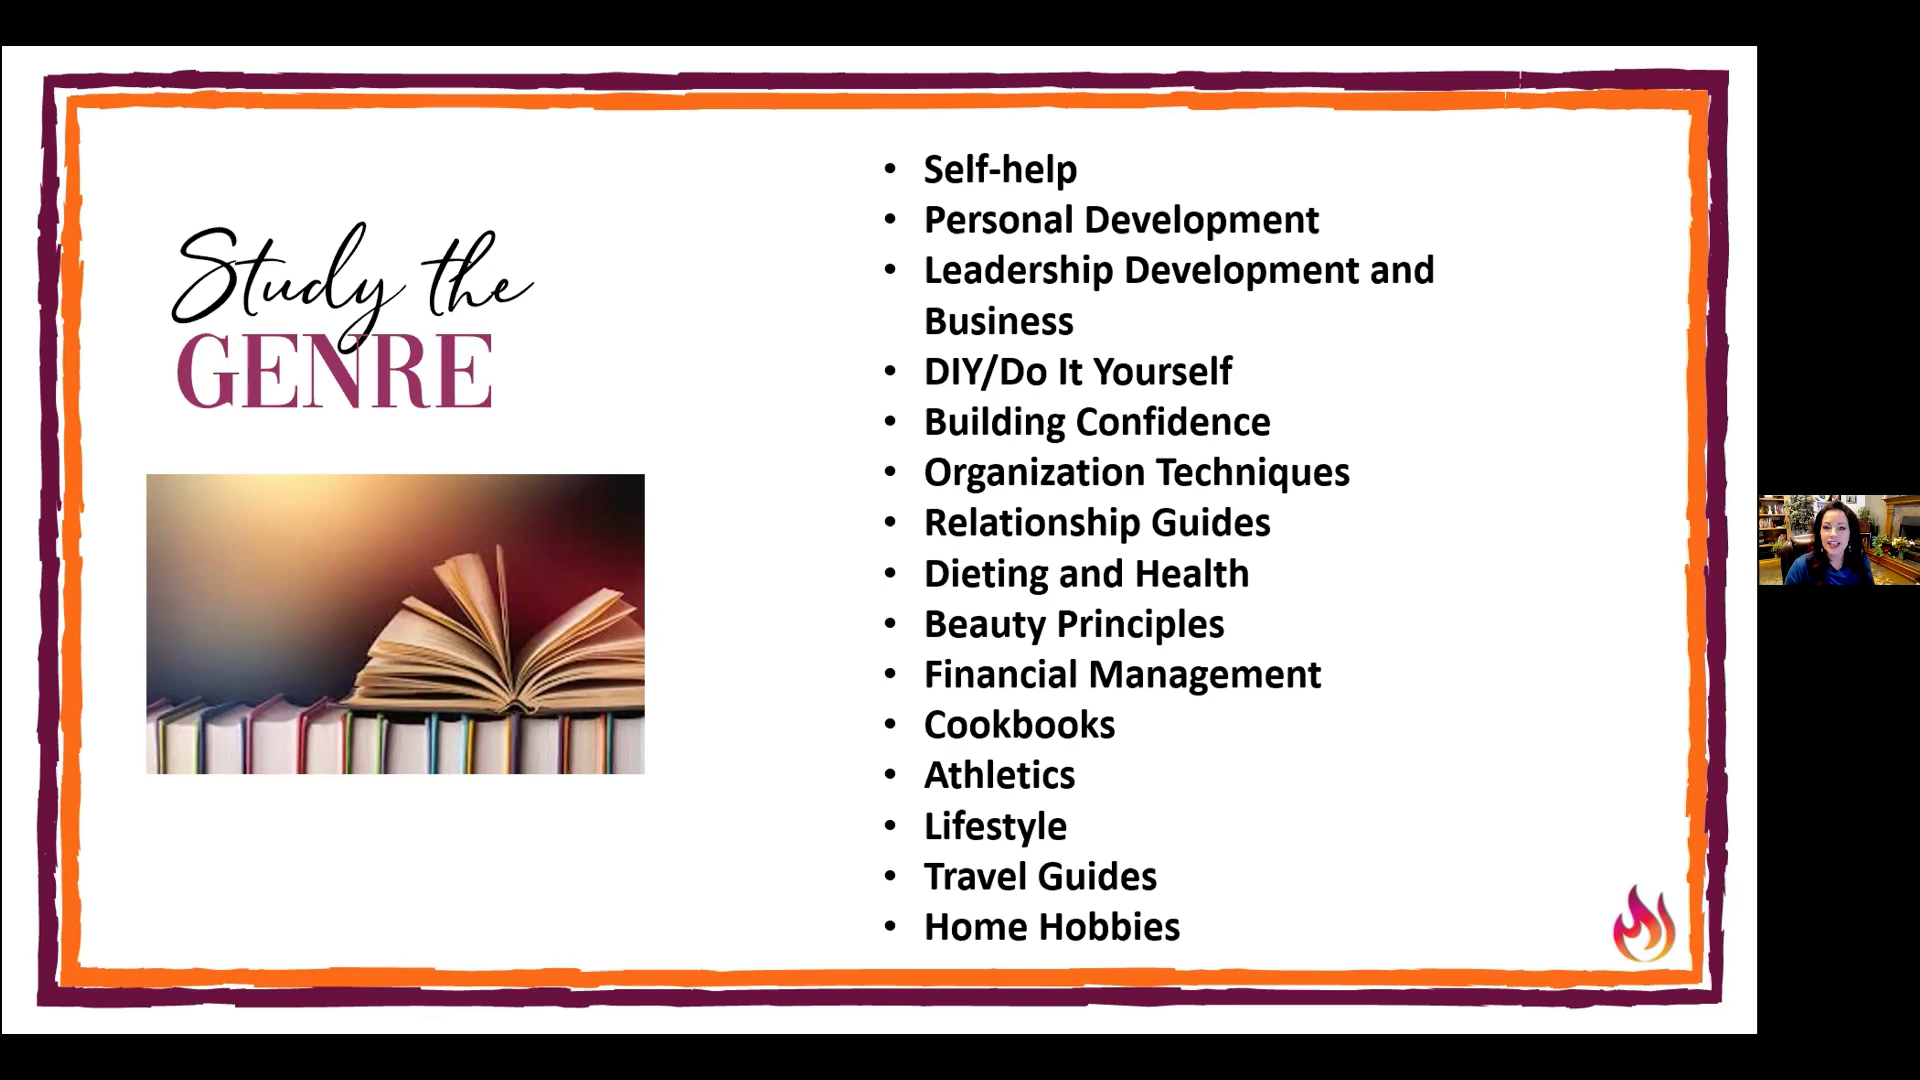 Study the
GENRE
• Self-help
• Personal Development
• Leadership Development and
Business
• DIY/Do It Yourself
• Building Confidence
• Organization Techniques
• Relationship Guides
• Dieting and Health
• Beauty Principles
• Financial Management
• Cookbooks
• Athletics
• Lifestyle
• Travel Guides
• Home Hobbies